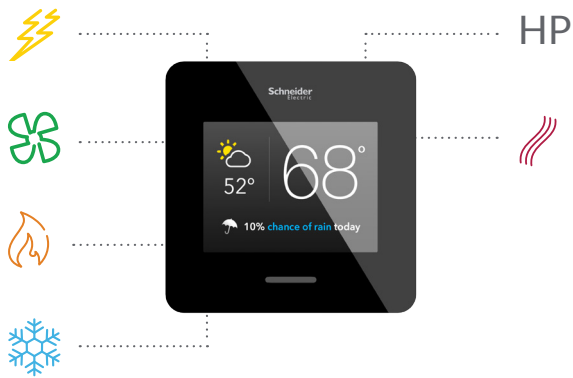 HP
Schneider
Electric
68°
52°
10% chance of rain today